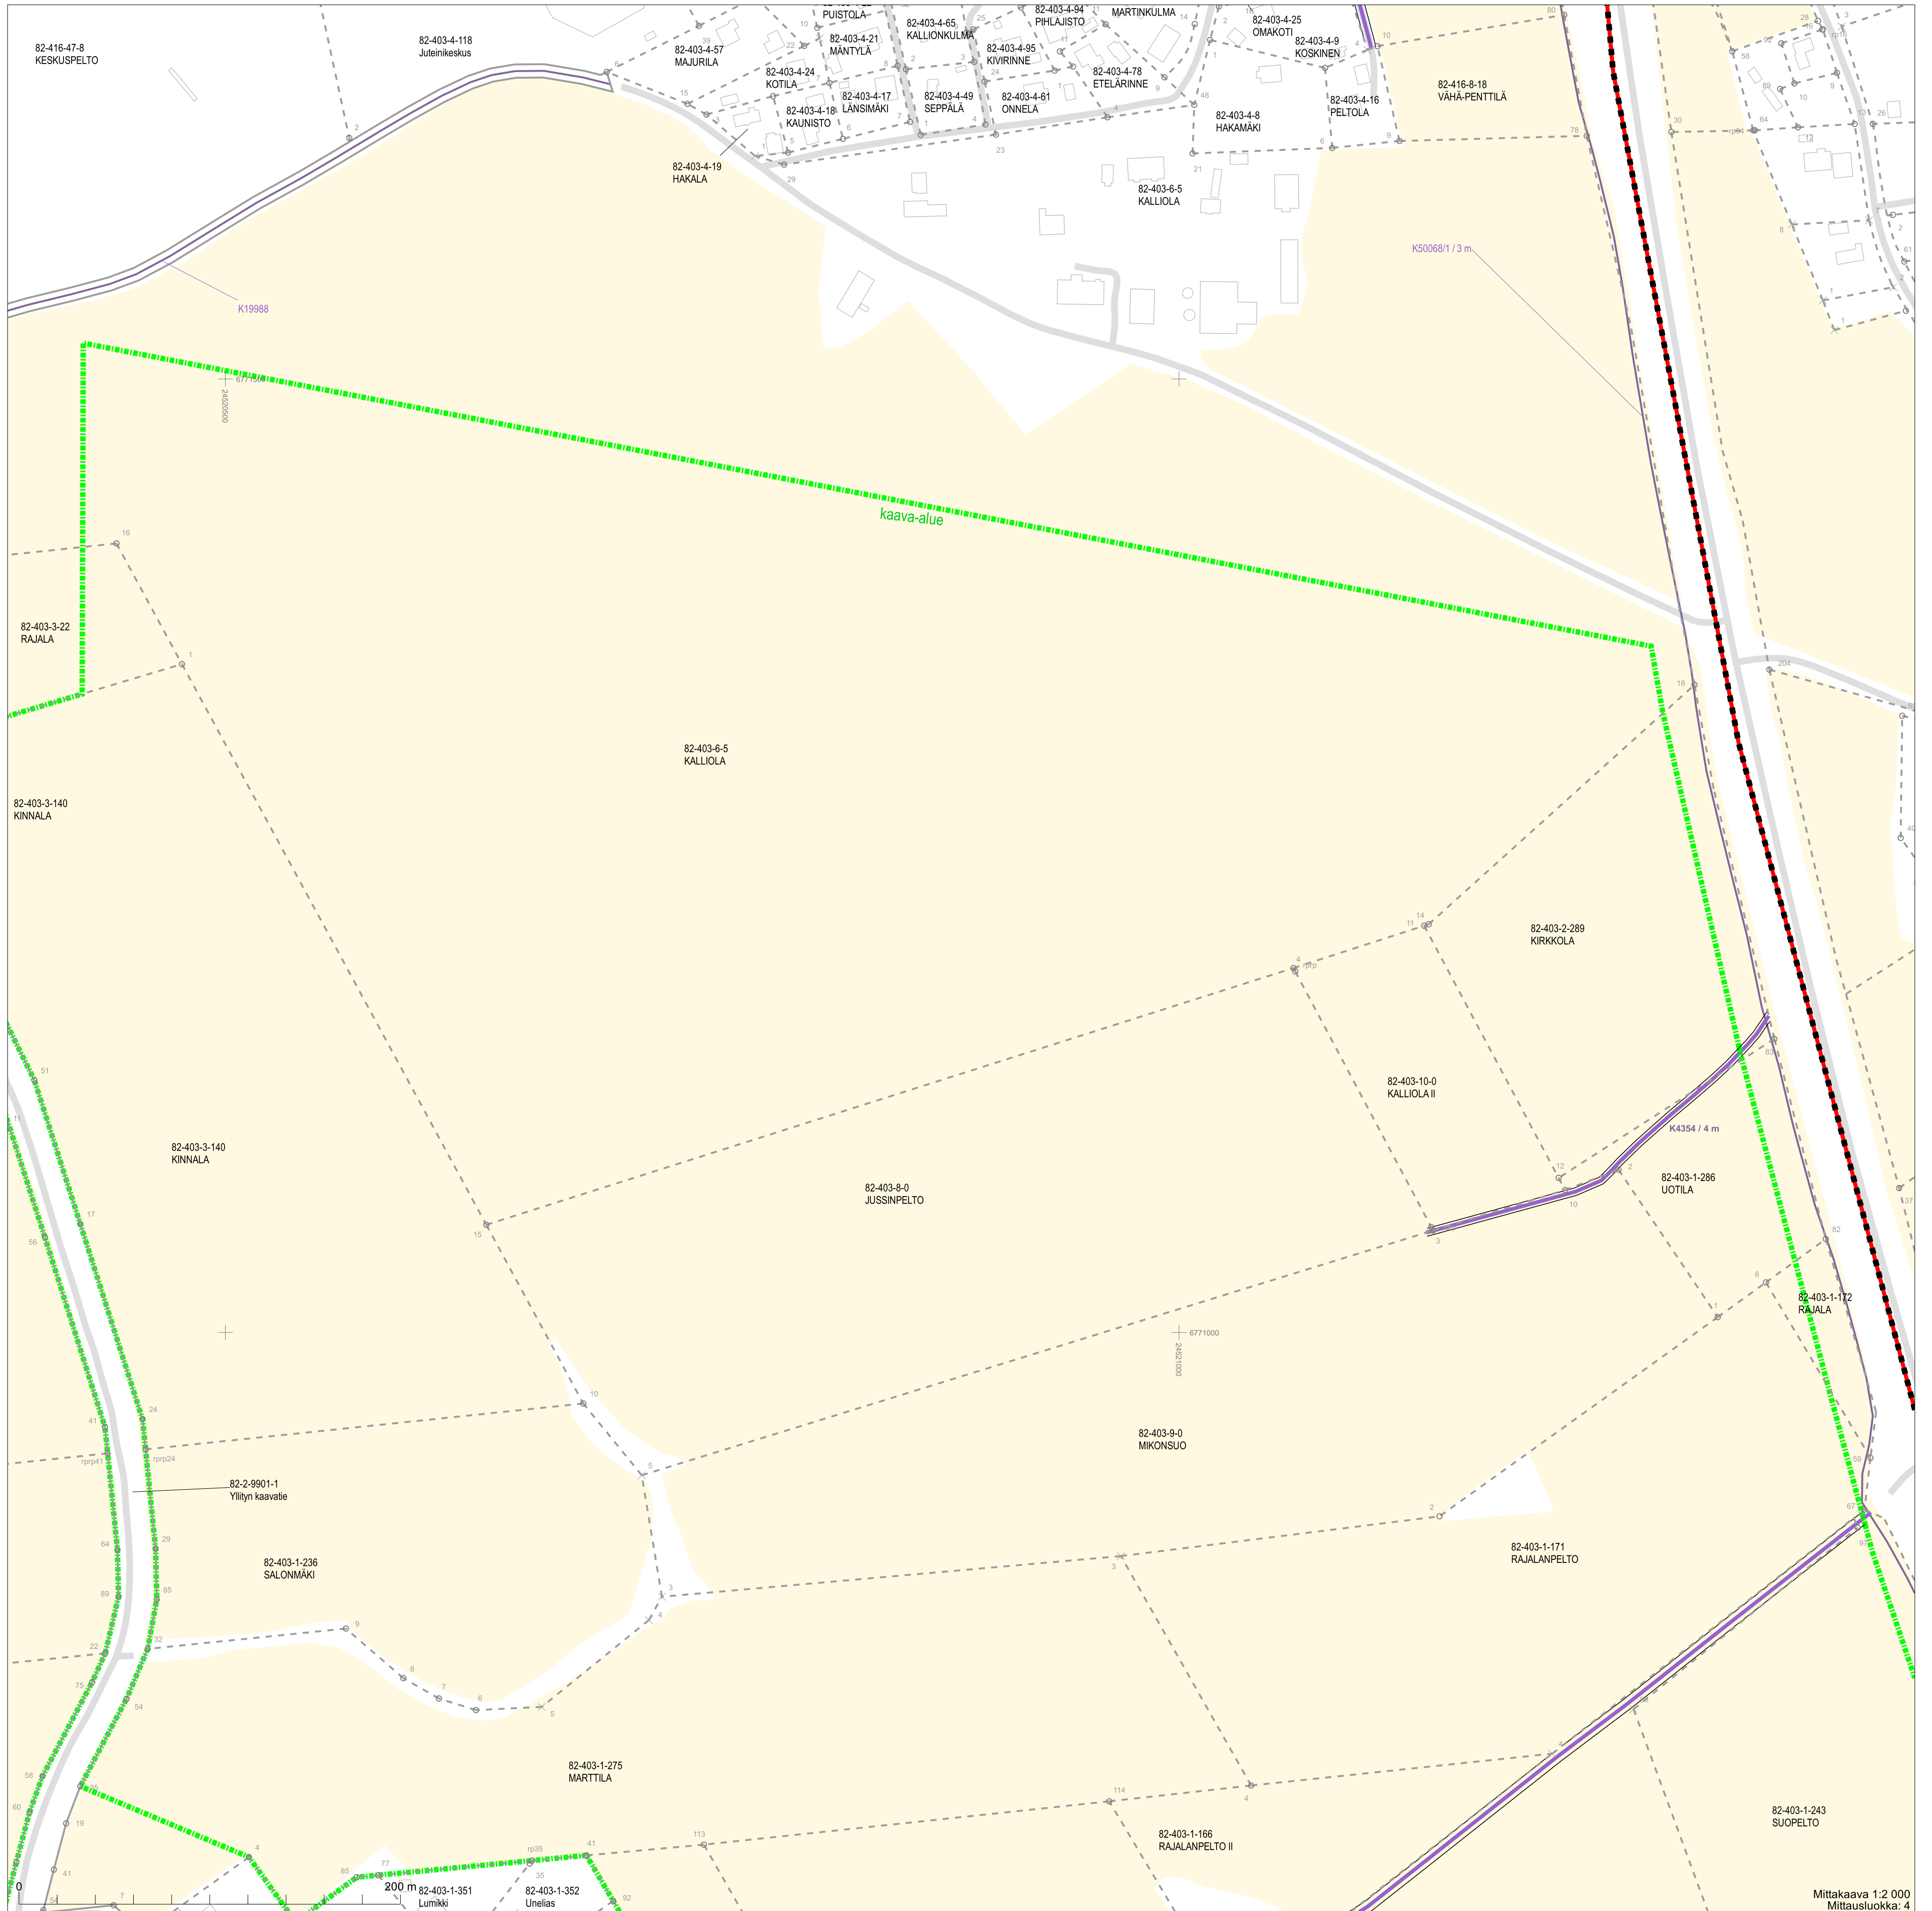 82-416-47-8
KESKUSPELTO
82-403-4-118
Juteinikeskus
82-403-4-57
MAJURILA
PUISTOLA
82-403-4-21
MÄNTYLÄ
82-403-4-65
KALLIONKULMA
82-403-4-95
KIVIRINNE
82-403-4-94
PIHLAJISTO
MARTINKULMA
82-403-4-25
OMAKOTI
82-403-4-9
KOSKINEN
82-403-4-24
KOTILA
82-403-4-18
KAUNISTO
82-403-4-17
LÄNSIMÄKI
82-403-4-49
SEPPÄLÄ
82-403-4-61
ONNELA
82-403-4-78
ETELÄRINNE
82-403-4-8
HAKAMÄKI
82-403-4-16
PELTOLA
82-416-8-18
VÄHÄ-PENTTILÄ
82-403-4-19
HAKALA
82-403-6-5
KALLIOLA
K50068/1 / 3 m
K19988
24520500
kaava-alue
82-403-3-22
RAJALA
82-403-6-5
KALLIOLA
82-403-3-140
KINNALA
82-403-2-289
KIRKKOLA
82-403-10-0
KALLIOLA II
K4354 / 4 m
82-403-3-140
KINNALA
82-403-8-0
JUSSINPELTO
82-403-1-286
UOTILA
82-403-1-172
RAJALA
6771000
24521000
82-403-9-0
MIKONSUO
rprp41
rprp24
82-2-9901-1
Yllityn kaavatie
82-403-1-236
SALONMÄKI
82-403-1-171
RAJALANPELTO
82-403-1-275
MARTTILA
82-403-1-166
RAJALANPELTO II
82-403-1-243
SUOPELTO
82-403-1-351
Lumikki
82-403-1-352
Unelias
0
200 m
Mittakaava 1:2 000
Mittausluokka: 4